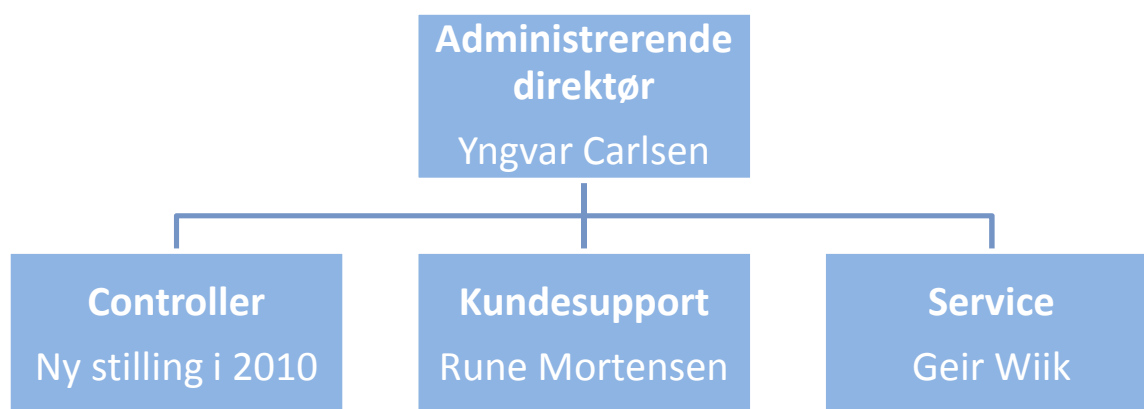 Administrerende
direktør
Yngvar Carlsen
Controller
Ny stilling i 2010
Kundesupport
Rune Mortensen
Service
Geir Wiik